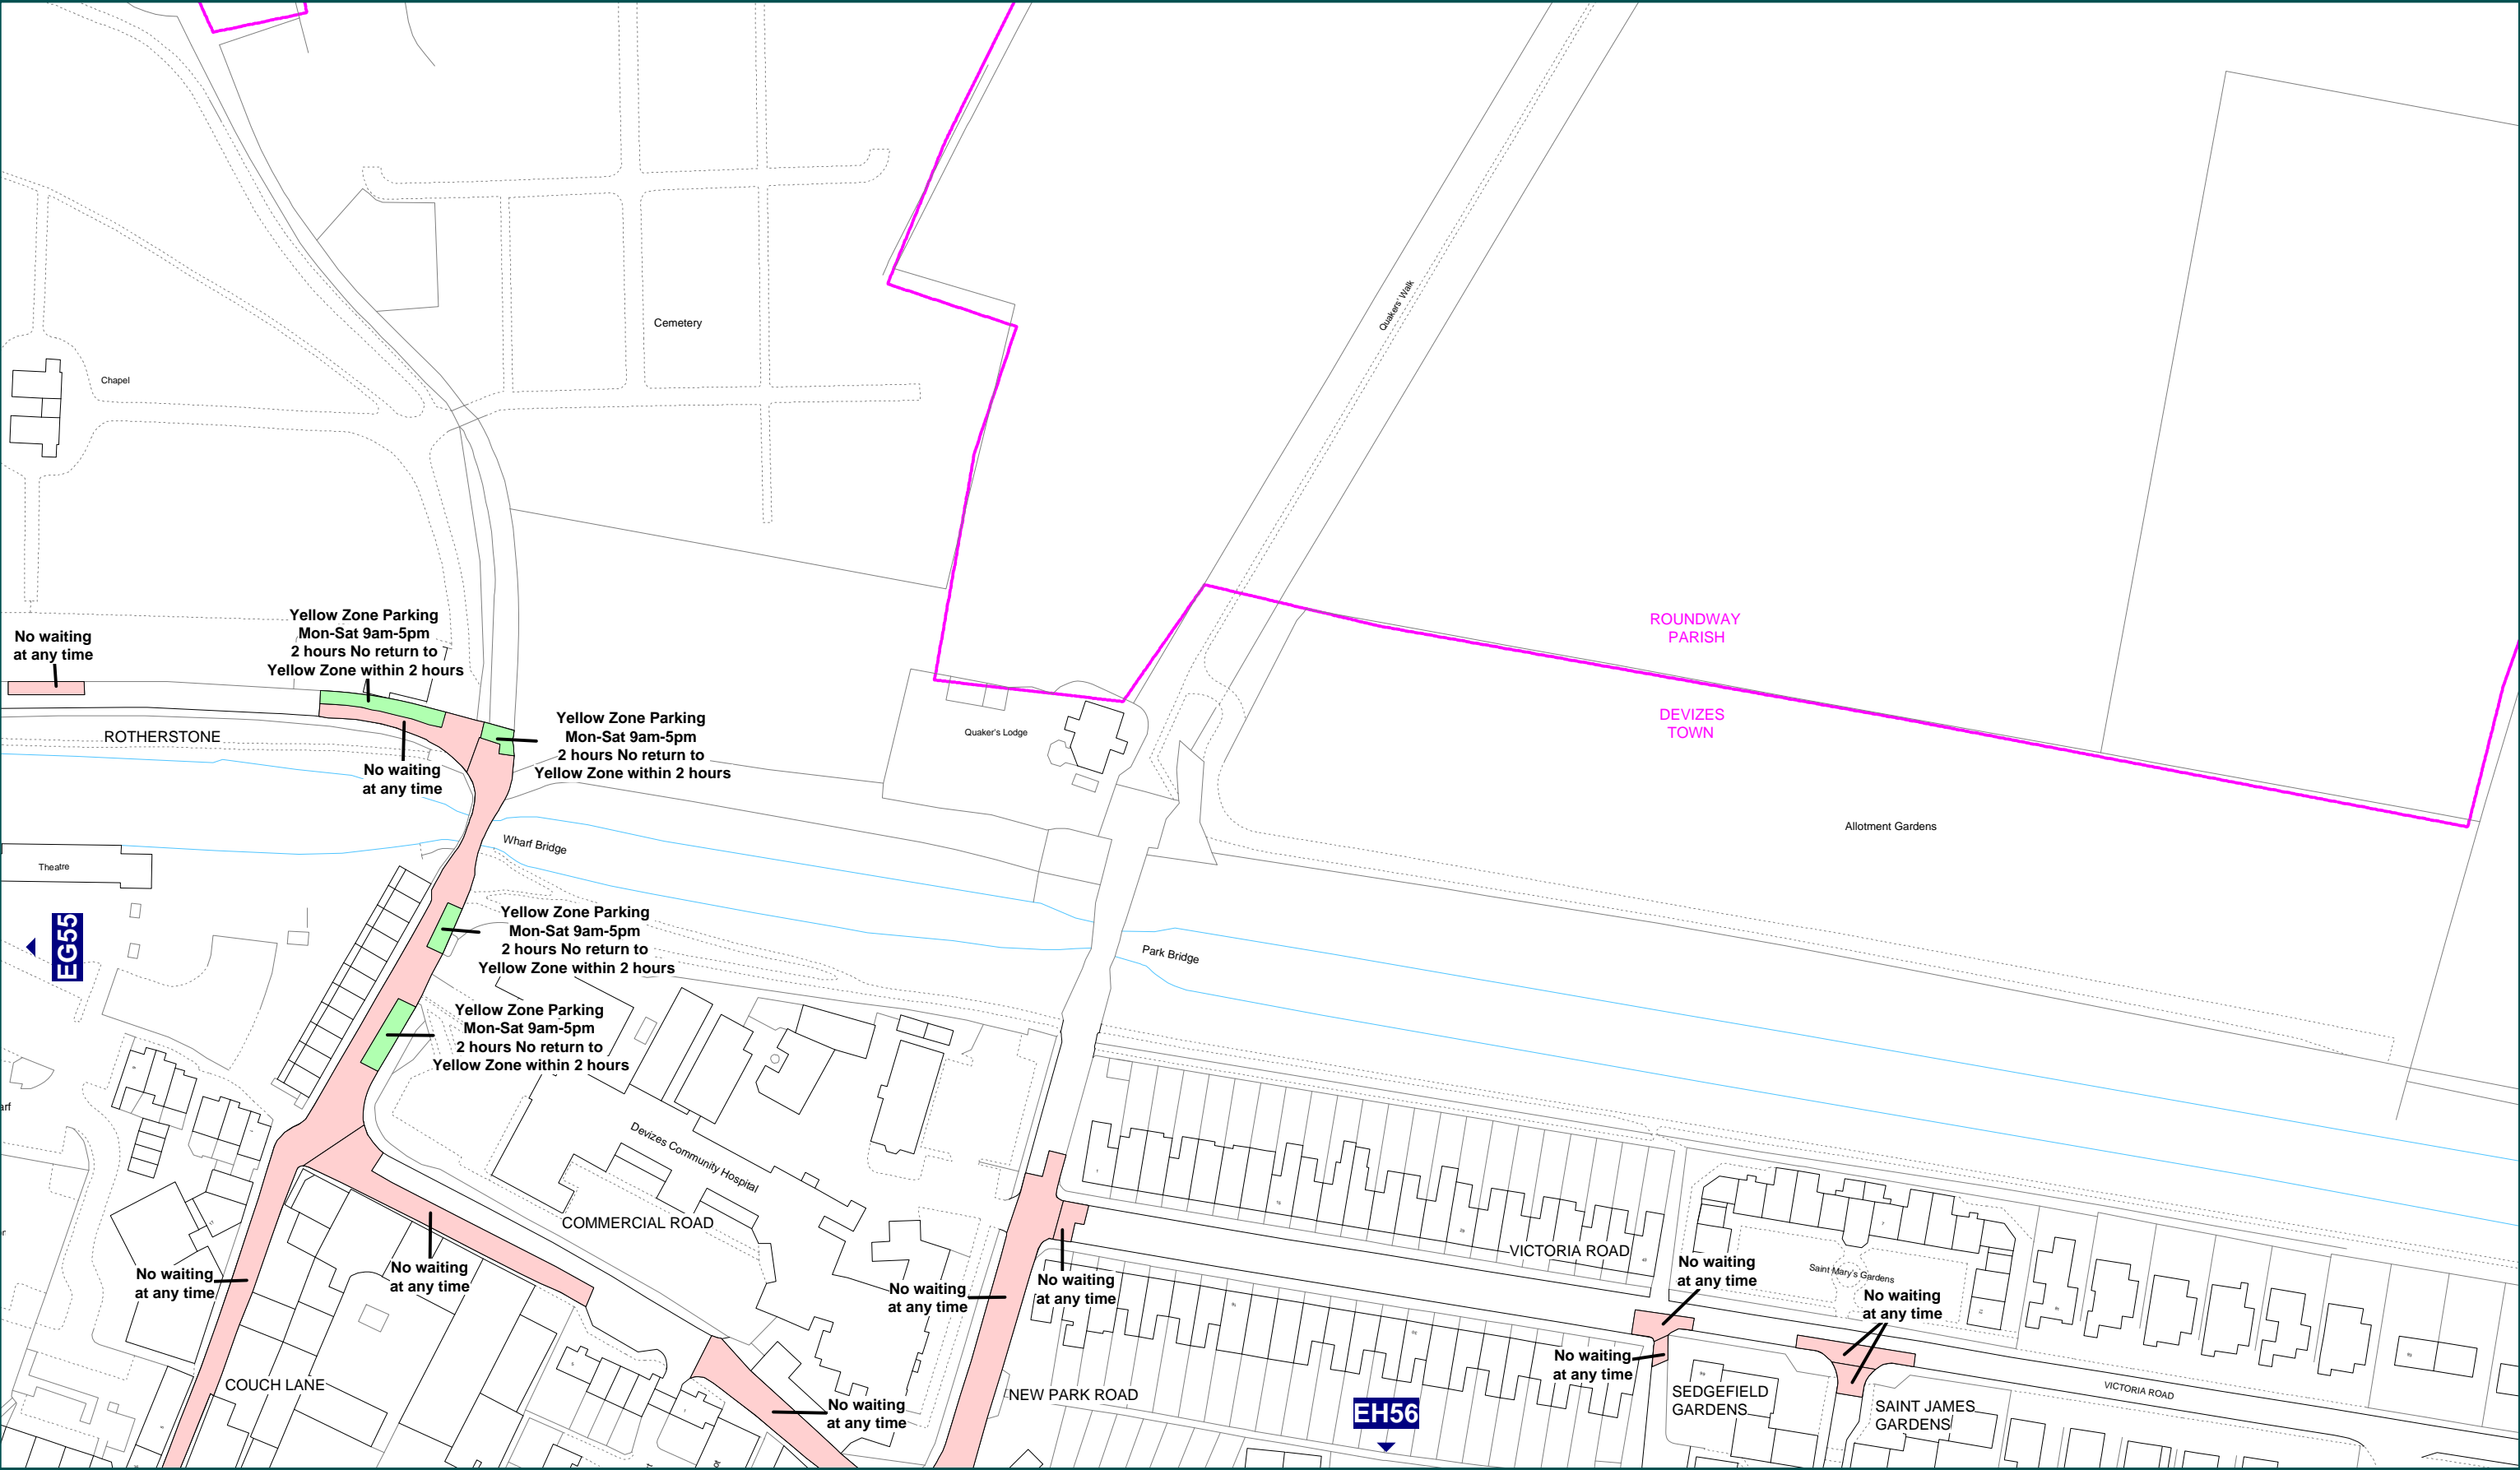 Quakers' Walk
Cemetery
Chapel
ROUNDWAY
PARISH
DEVIZES
TOWN
Yellow Zone Parking
Mon-Sat 9am-5pm
2 hours No return to
Yellow Zone within 2 hours
No waiting
at any time
ROTHERSTONE
Yellow Zone Parking
Mon-Sat 9am-5pm
2 hours No return to
Yellow Zone within 2 hours
No waiting
at any time
Quaker's Lodge
Allotment Gardens
Wharf Bridge
Theatre
EG55
Yellow Zone Parking
Mon-Sat 9am-5pm
2 hours No return to
Yellow Zone within 2 hours
Park Bridge
Yellow Zone Parking
Mon-Sat 9am-5pm
2 hours No return to
Yellow Zone within 2 hours
Devizes Community Hospital
COMMERCIAL ROAD
VICTORIA ROAD
No waiting
at any time
No waiting
at any time
No waiting
at any time
No waiting
at any time
No waiting
at any time
Saint Mary's Gardens
No waiting
at any time
No waiting
at any time
COUCH LANE
NEW PARK ROAD
No waiting
at any time
EH56
SEDGEFIELD
GARDENS
SAINT JAMES
GARDENS
VICTORIA ROAD